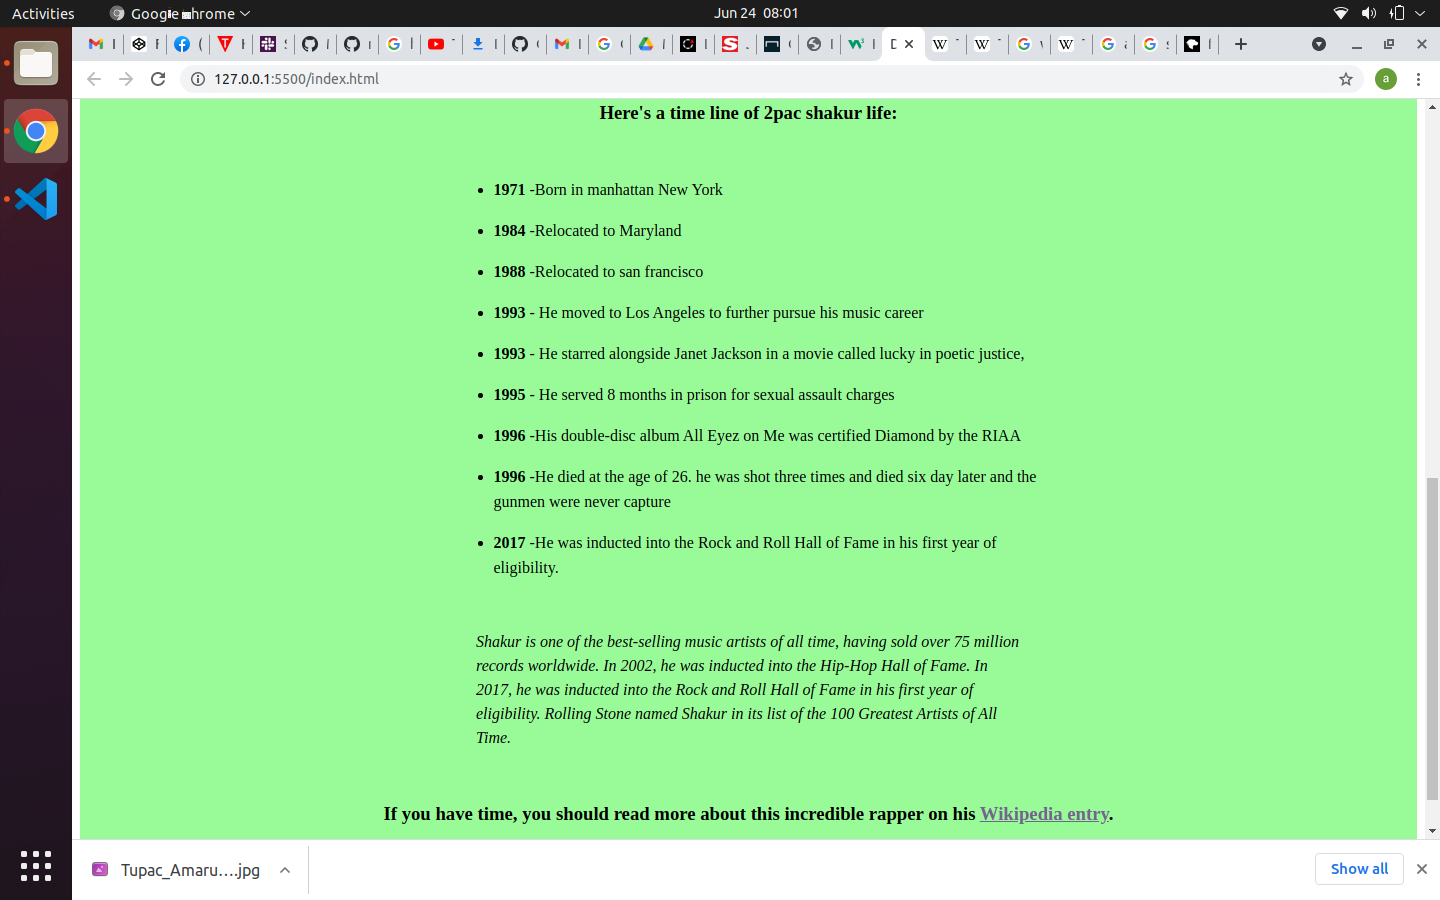 Activities
Google Chrome
Jun 24 08:01
127.0.0.1:5500/index.html
a
Here's a time line of 2pac shakur life:
1971 -Born in manhattan New York
1984 -Relocated to Maryland
1988 -Relocated to san francisco
1993 - He moved to Los Angeles to further pursue his music career
1993 - He starred alongside Janet Jackson in a movie called lucky in poetic justice,
1995 - He served 8 months in prison for sexual assault charges
1996 -His double-disc album All Eyez on Me was certified Diamond by the RIAA
1996 -He died at the age of 26. he was shot three times and died six day later and the
gunmen were never capture
2017 -He was inducted into the Rock and Roll Hall of Fame in his first year of
eligibility.
Shakur is one of the best-selling music artists of all time, having sold over 75 million
records worldwide. In 2002, he was inducted into the Hip-Hop Hall of Fame. In
2017, he was inducted into the Rock and Roll Hall of Fame in his first year of
eligibility. Rolling Stone named Shakur in its list of the 100 Greatest Artists of All
Time.
If you have time, you should read more about this incredible rapper on his Wikipedia entry.
Tupac_Amaru....jpg
Show all